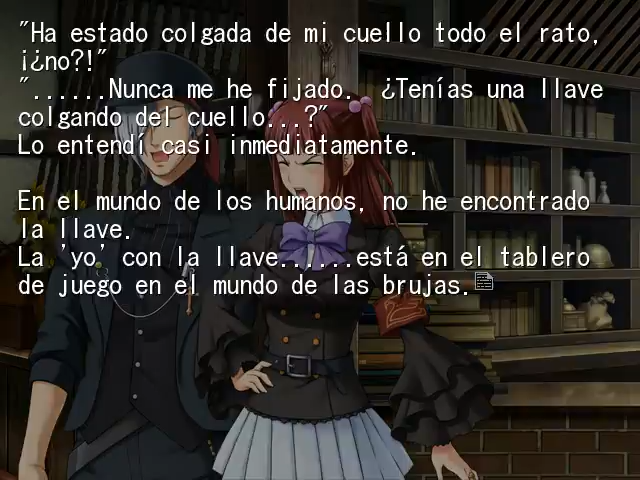 "Ha estado colgada de mi cuello todo el rato,
¡¿no?!"
"......Nunca me he fijado.  ¿Tenías una llave
colgando del cuello...?"
Lo entendí casi inmediatamente.
En el mundo de los humanos, no he encontrado
la llave.
La 'yo' con la llave......está en el tablero
de juego en el mundo de las brujas.